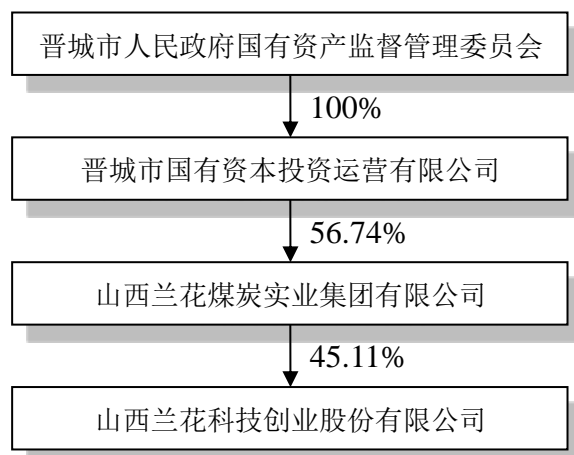 晋城市人民政府国有资产监督管理委员会
100%
晋城市国有资本投资运营有限公司
56.74%
山西兰花煤炭实业集团有限公司
45.11%
山西兰花科技创业股份有限公司